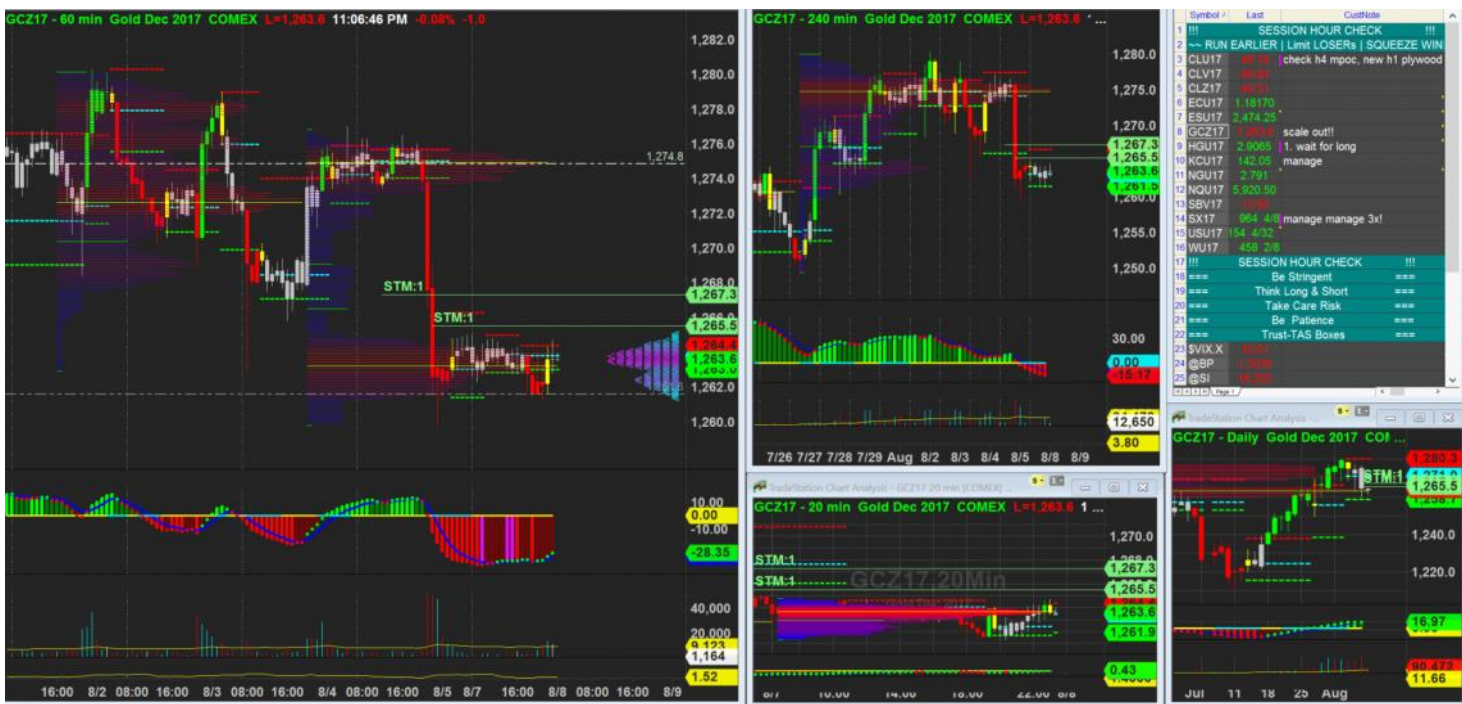 GCZ17 - 60 min Gold Dec 2017 COMEX L=1,263.6 11:06:46 PM -0.08% -1.0
1,282.0
1,280.0
1,278.0
1,276.0
1,274.8
1,274.0
1,272.0
1,270.0
1,268.0
STM:1
1,267.3
STM:1
1,265.5
1,264.4
1,263.6
1,262.0
1,260.0
10.00
0.00
-10.00
-28.35
40,000
20,000
9,123
1,164
1.52
16:00 8/2 08:00 16:00 8/3 08:00 16:00 8/4 08:00 16:00 8/5 8/7 16:00 8/8 08:00 16:00 8/9
GCZ17 - 240 min Gold Dec 2017 COMEX L=1,263.6 ' ...
1,280.0
1,275.0
1,270.0
1,267.3
1,265.5
1,263.6
1,261.5
1,260.0
1,255.0
1,250.0
30.00
0.00
-15.17
12,650
3.80
7/26 7/27 7/28 7/29 Aug 8/2 8/3 8/4 8/5 8/8 8/9
TradeStation Chart Analysis - GCZ17 20 min [COMEX] ...
GCZ17 - 20 min Gold Dec 2017 COMEX L=1,263.6 1 ...
1,270.0
STM:1
1,267.3
STM:1
GCZ17,20Min
1,265.5
1,263.6
1,261.9
0.43
8/7 10:00 14:00 18:00 22:00 8/8
Symbol Last CustNote
1 !!! SESSION HOUR CHECK !!!
2 ~~ RUN EARLIER | Limit LOSERs | SQUEEZE WIN
3 CLU17 check h4 mpoc, new h1 plywood
4 CLV17
5 CLZ17
6 ECU17 1.18170
7 ESU17 2,474.25
8 GCZ17 scale out!!
9 HGU17 2.9065 1. wait for long
10 KCU17 142.05 manage
11 NGU17 2.791
12 NQU17 5,920.50
13 SBV17
14 SX17 964 4/8 manage manage 3x!
15 USU17 154 4/32
16 WU17 458 2/8
17 !!! SESSION HOUR CHECK !!!
18 === Be Stringent ===
19 === Think Long & Short ===
20 === Take Care Risk ===
21 === Be Patience ===
22 === Trust-TAS Boxes ===
23 $VIX.X
24 @BP
25 @SI
Page 1
TradeStation Chart Analysis - ...
GCZ17 - Daily Gold Dec 2017 COM ...
1,280.3
STM:1
1,265.5
1,240.0
1,220.0
16.97
90,472
11.66
Jul 11 18 25 Aug